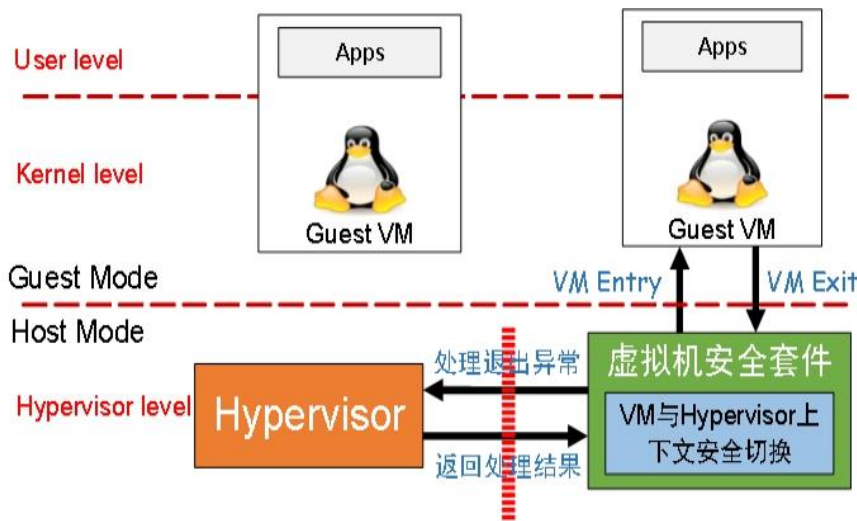 User level
Apps
Apps
Kernel level
Guest VM
Guest VM
Guest Mode
VM Entry
VM Exit
Host Mode
Hypervisor level
Hypervisor
处理退出异常
返回处理结果
虚拟机安全套件
VM与Hypervisor上
下文安全切换